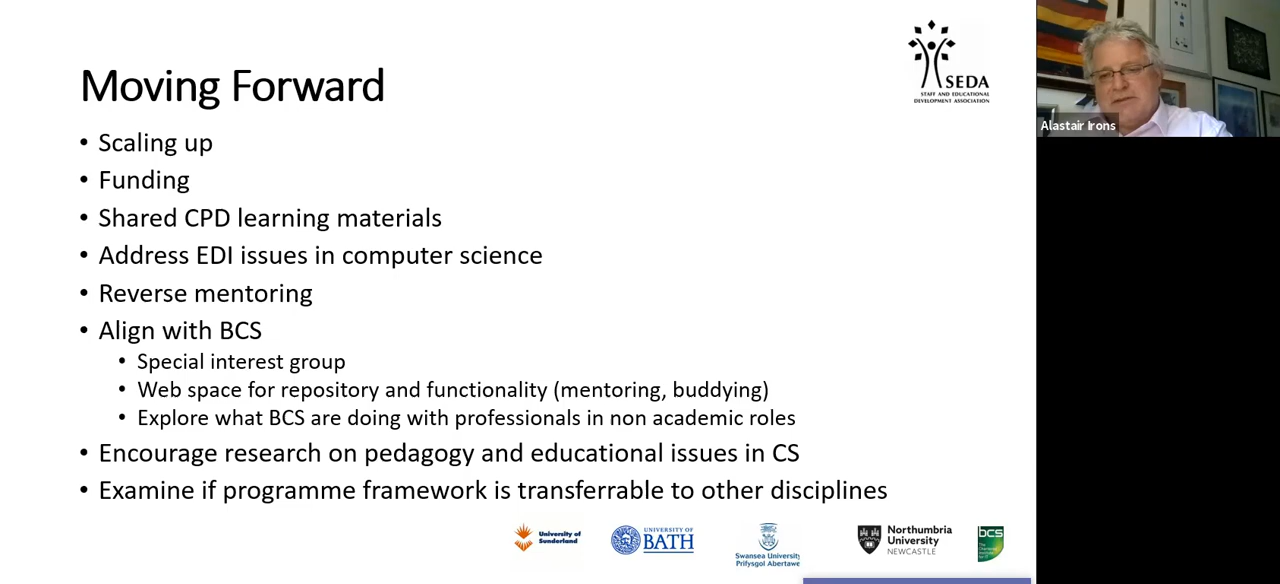 Moving Forward
SEDA
STAFF AND EDUCATIONAL
DEVELOPMENT ASSOCIATION
• Scaling up
• Funding
• Shared CPD learning materials
• Address EDI issues in computer science
• Reverse mentoring
• Align with BCS
• Special interest group
• Web space for repository and functionality (mentoring, buddying)
• Explore what BCS are doing with professionals in non academic roles
• Encourage research on pedagogy and educational issues in CS
• Examine if programme framework is transferrable to other disciplines
University of
Sunderland
UNIVERSITY OF
BATH
Swansea University
Prifysgol Abertawe
Northumbria
University
NEWCASTLE
bcs
Alastair Irons